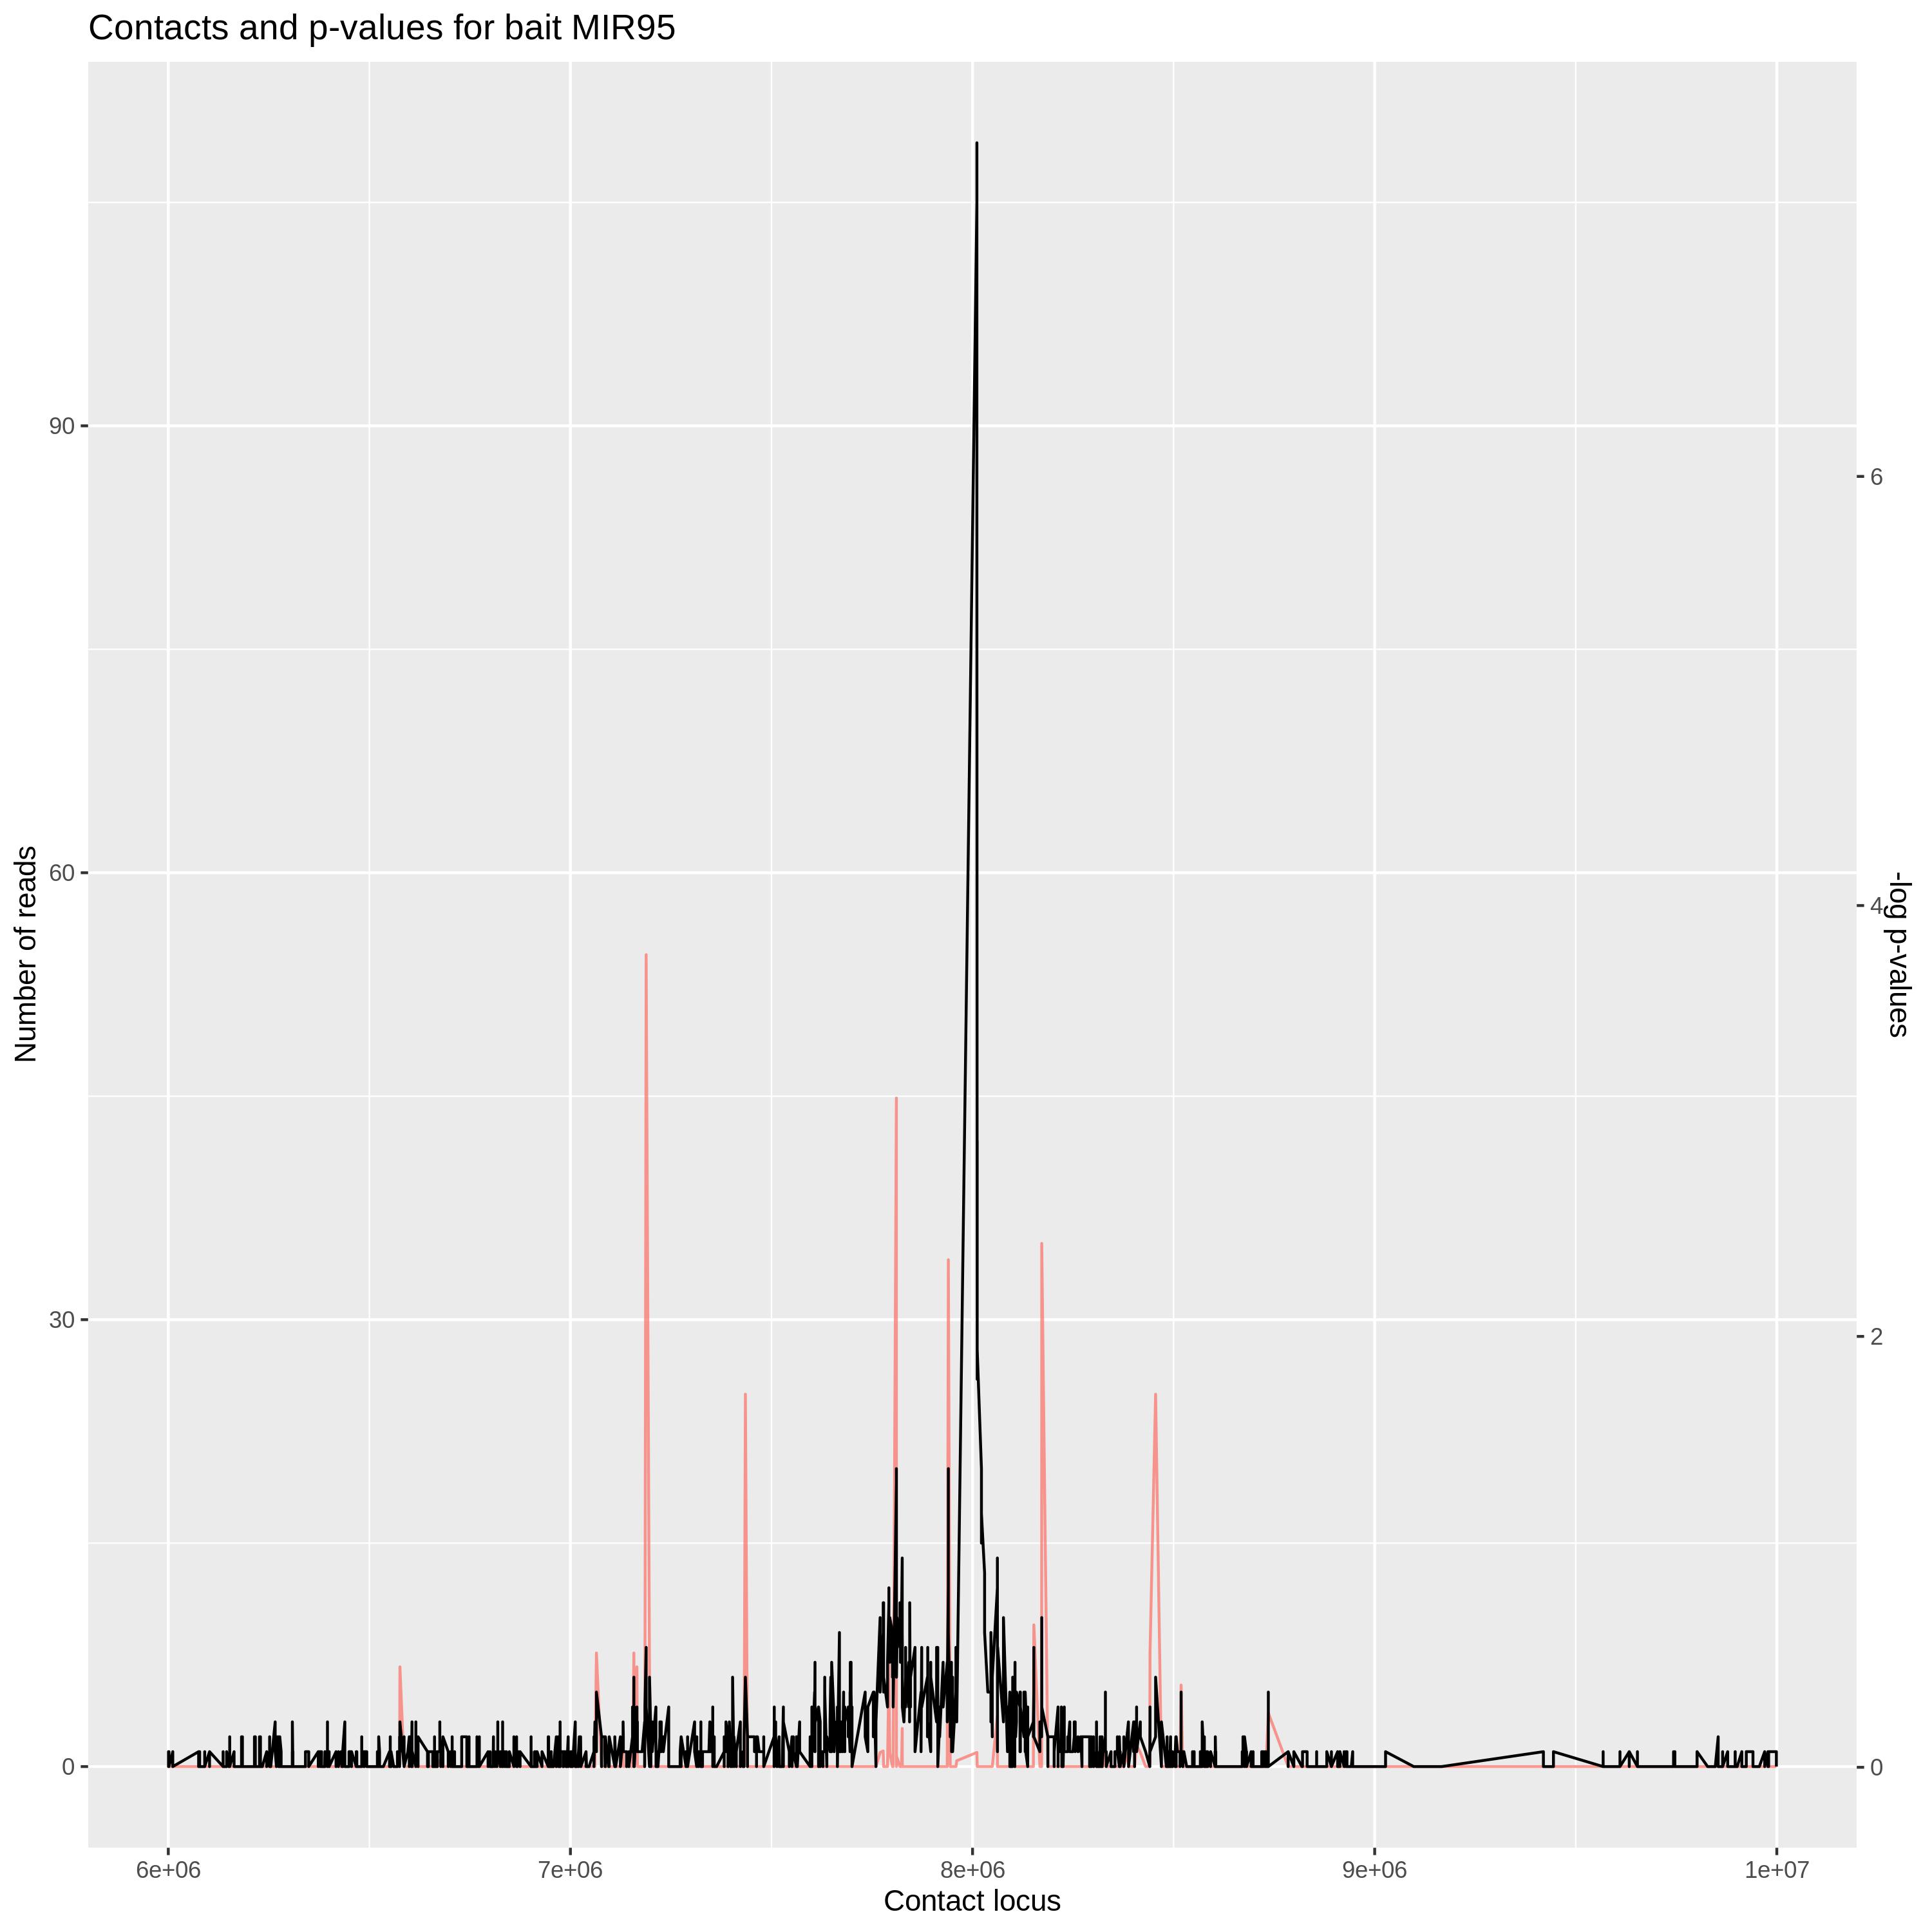 Contacts and p-values for bait MIR95
Number of reads
90
60
30
0
6
4
2
0
-log p-values
6e+06
7e+06
8e+06
9e+06
1e+07
Contact locus